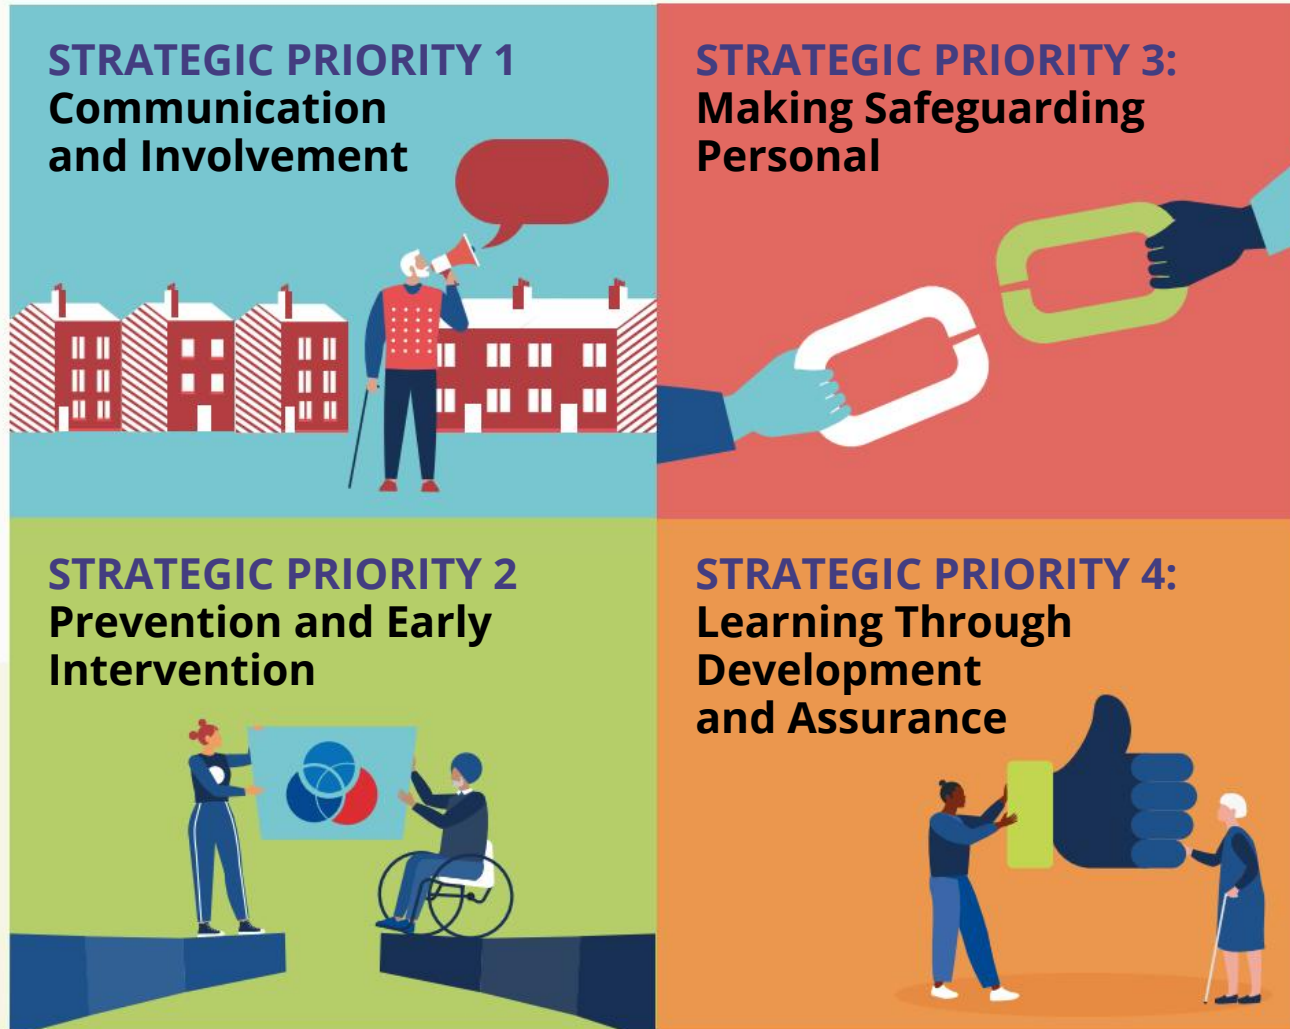 STRATEGIC PRIORITY 1
Communication
and Involvement
STRATEGIC PRIORITY 2
Prevention and Early
Intervention
STRATEGIC PRIORITY 3:
Making Safeguarding
Personal
STRATEGIC PRIORITY 4:
Learning Through
Development
and Assurance